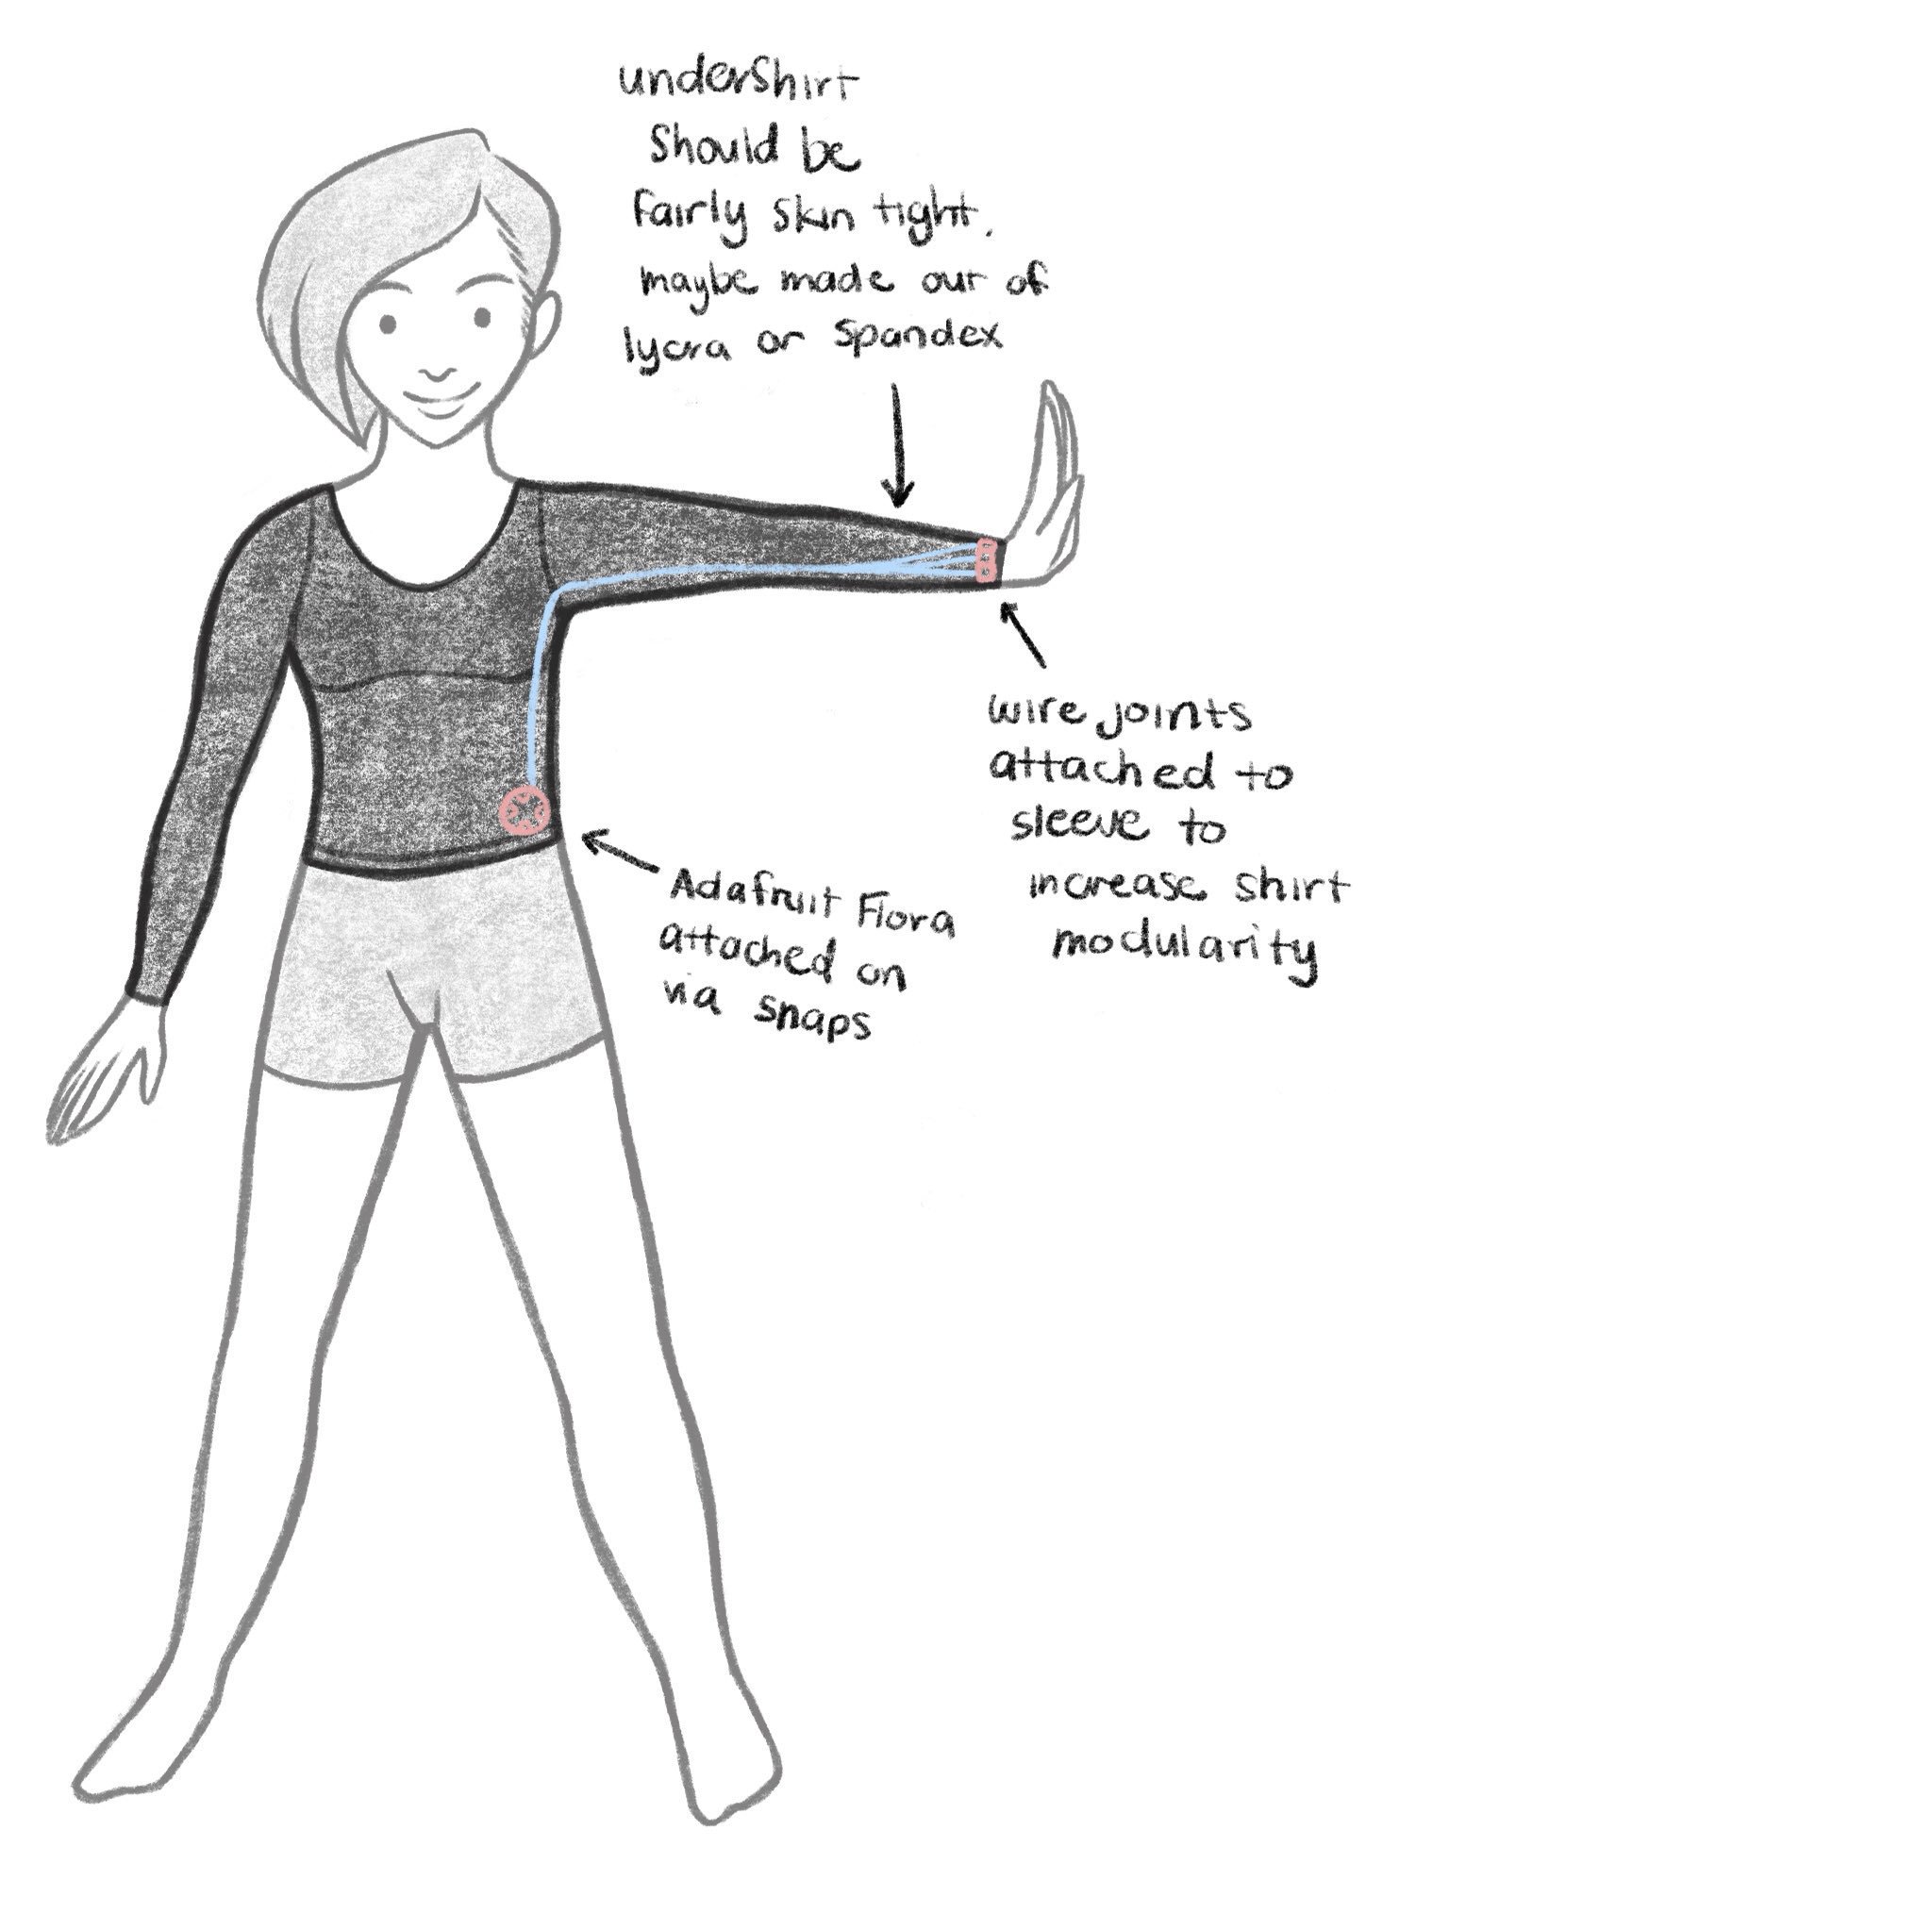 undershirt
should be
fairly skin tight.
maybe made our of
lycra or spandex
wire joints
attached to
sleeve to
increase shirt
modularity
Adafruit Flora
attached on
via snaps